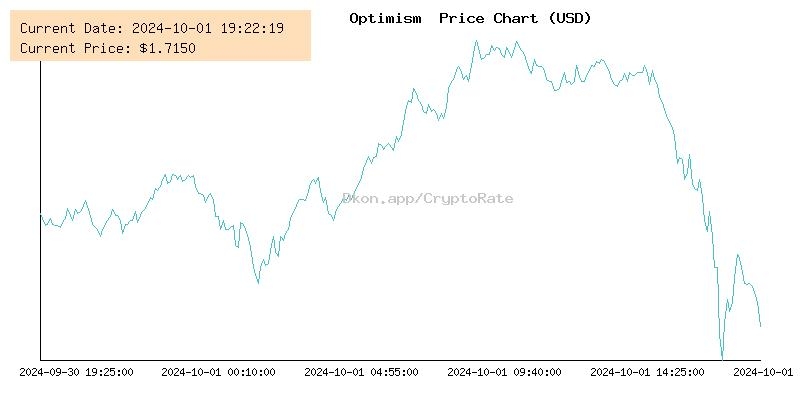 Optimism Price Chart (USD)
Current Date: 2024-10-01 19:22:19
Current Price: $1.7150
Dkon.app/CryptoRate
2024-09-30 19:25:00 2024-10-01 00:10:00 2024-10-01 04:55:00 2024-10-01 09:40:00 2024-10-01 14:25:00 2024-10-01